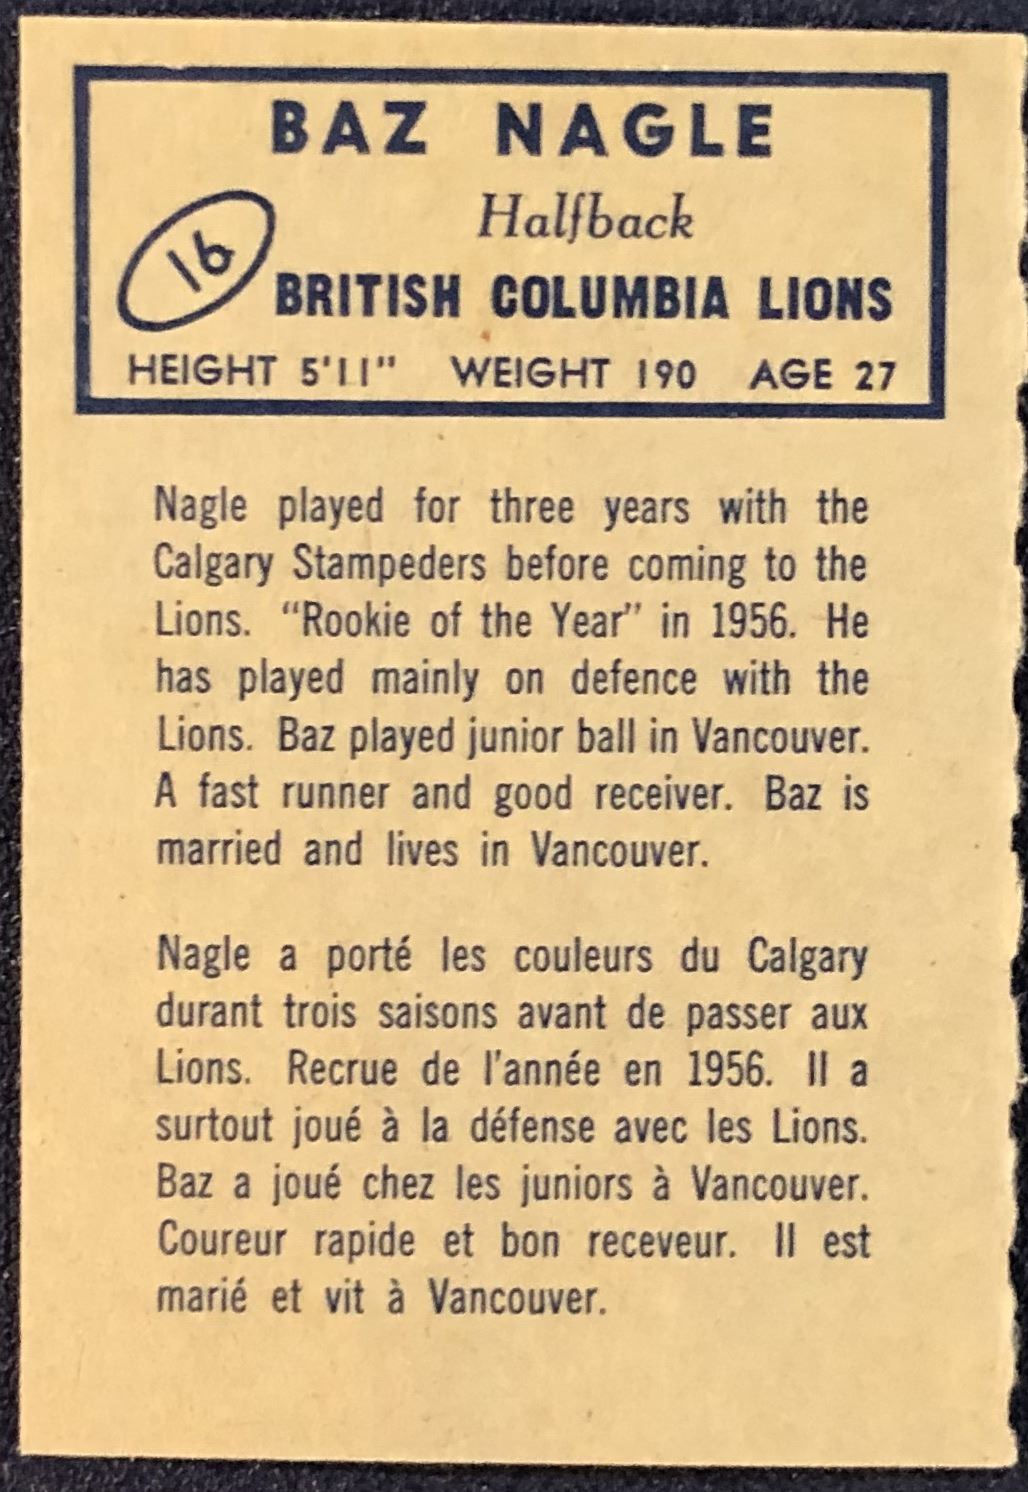 BAZ NAGLE
Halfback
16
BRITISH COLUMBIA LIONS
HEIGHT 5'11" WEIGHT 190 AGE 27
Nagle played for three years with the
Calgary Stampeders before coming to the
Lions. "Rookie of the Year" in 1956. He
has played mainly on defence with the
Lions. Baz played junior ball in Vancouver.
A fast runner and good receiver. Baz is
married and lives in Vancouver.
Nagle a porté les couleurs du Calgary
durant trois saisons avant de passer aux
Lions. Recrue de l'année en 1956. Il a
surtout joué à la défense avec les Lions.
Baz a joué chez les juniors à Vancouver.
Coureur rapide et bon receveur. Il est
marié et vit à Vancouver.